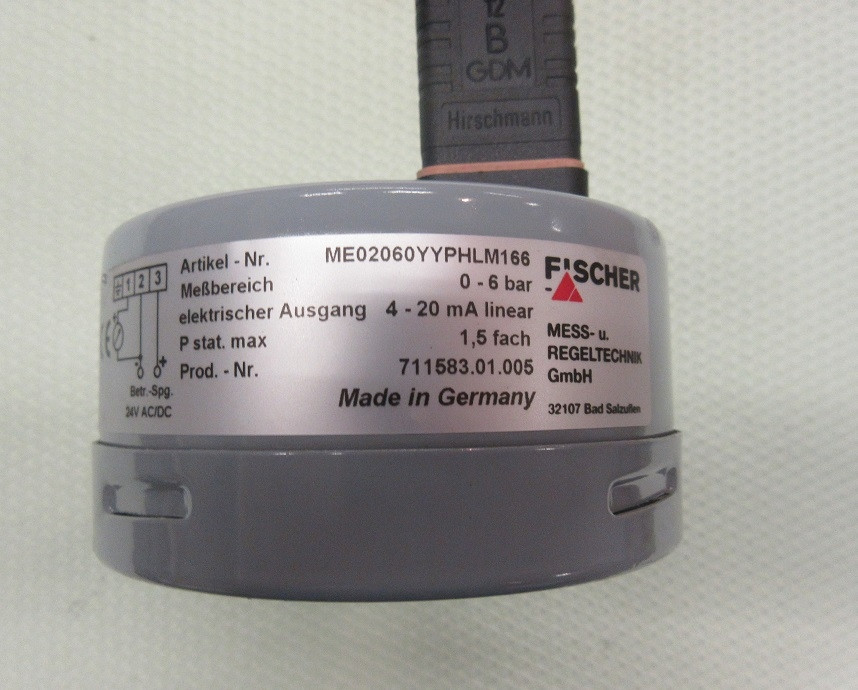 12
B
GDM
Hirschmann
Artikel - Nr. ME02060YYPHLM166
Meßbereich 0 - 6 bar
elektrischer Ausgang 4 - 20 mA linear
P stat. max 1,5 fach
Prod. - Nr. 711583.01.005
Made in Germany
1 2 3
- +
Betr.-Spg.
24V AC/DC
CE
FISCHER
MESS- u.
REGELTECHNIK
GmbH
32107 Bad Salzuflen